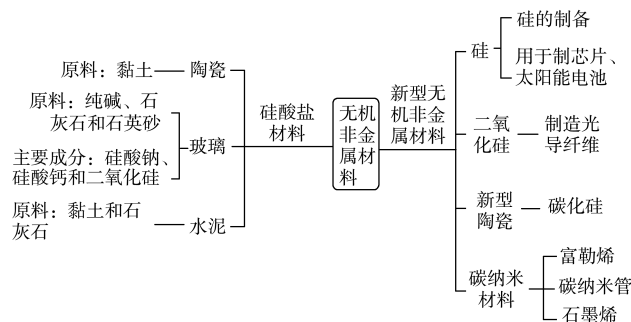 原料：黏土
陶瓷
原料：纯碱、石
灰石和石英砂
主要成分：硅酸钠、
硅酸钙和二氧化硅
玻璃
原料：黏土和石
灰石
水泥
硅酸盐
材料
无机
非金
属材
料
新型无
机非金
属材料
硅
硅的制备
用于制芯片、
太阳能电池
二氧
化硅
制造光
导纤维
新型
陶瓷
碳化硅
碳纳米
材料
富勒烯
碳纳米管
石墨烯